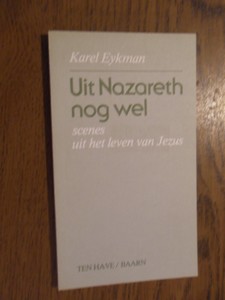 Karel Eykman
Uit Nazareth
nog wel
scenes
uit het leven van Jezus
TEN HAVE / BAARN